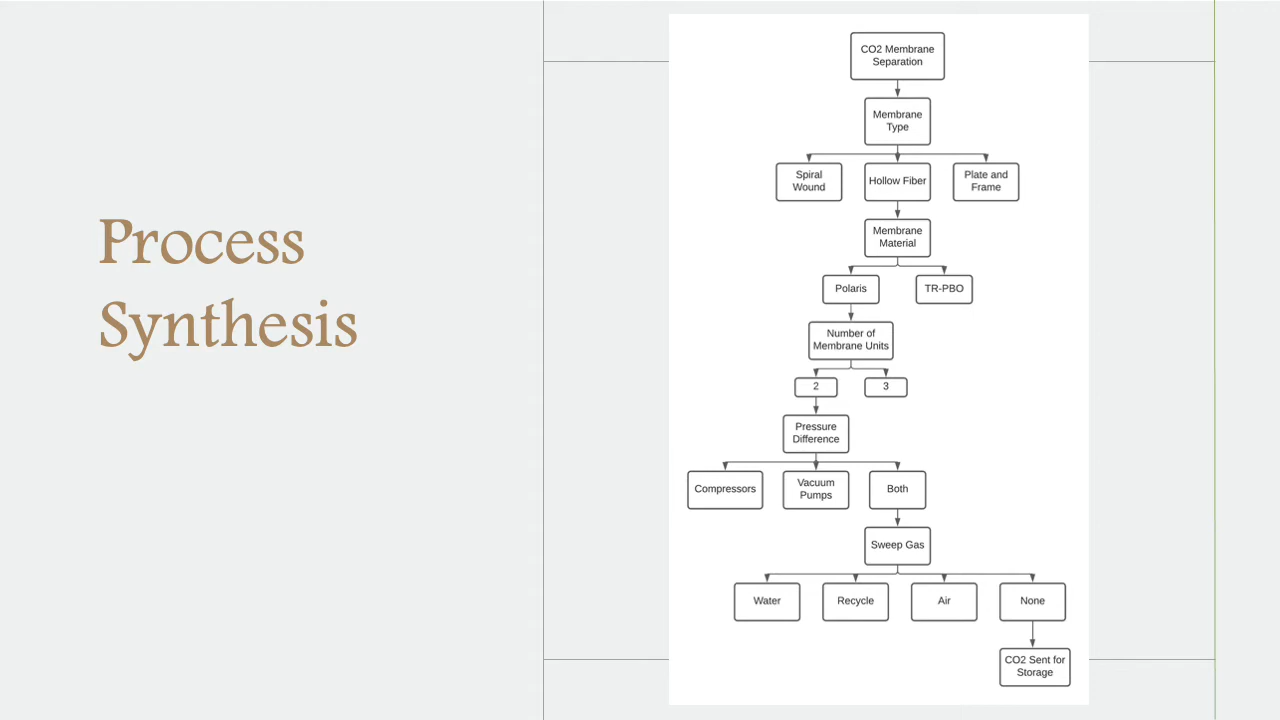 Process
Synthesis
CO2 Membrane
Separation
Membrane
Type
Spiral
Wound
Hollow Fiber
Plate and
Frame
Membrane
Material
Polaris
TR-PBO
Number of
Membrane Units
2
3
Pressure
Difference
Compressors
Vacuum
Pumps
Both
Sweep Gas
Water
Recycle
Air
None
CO2 Sent for
Storage